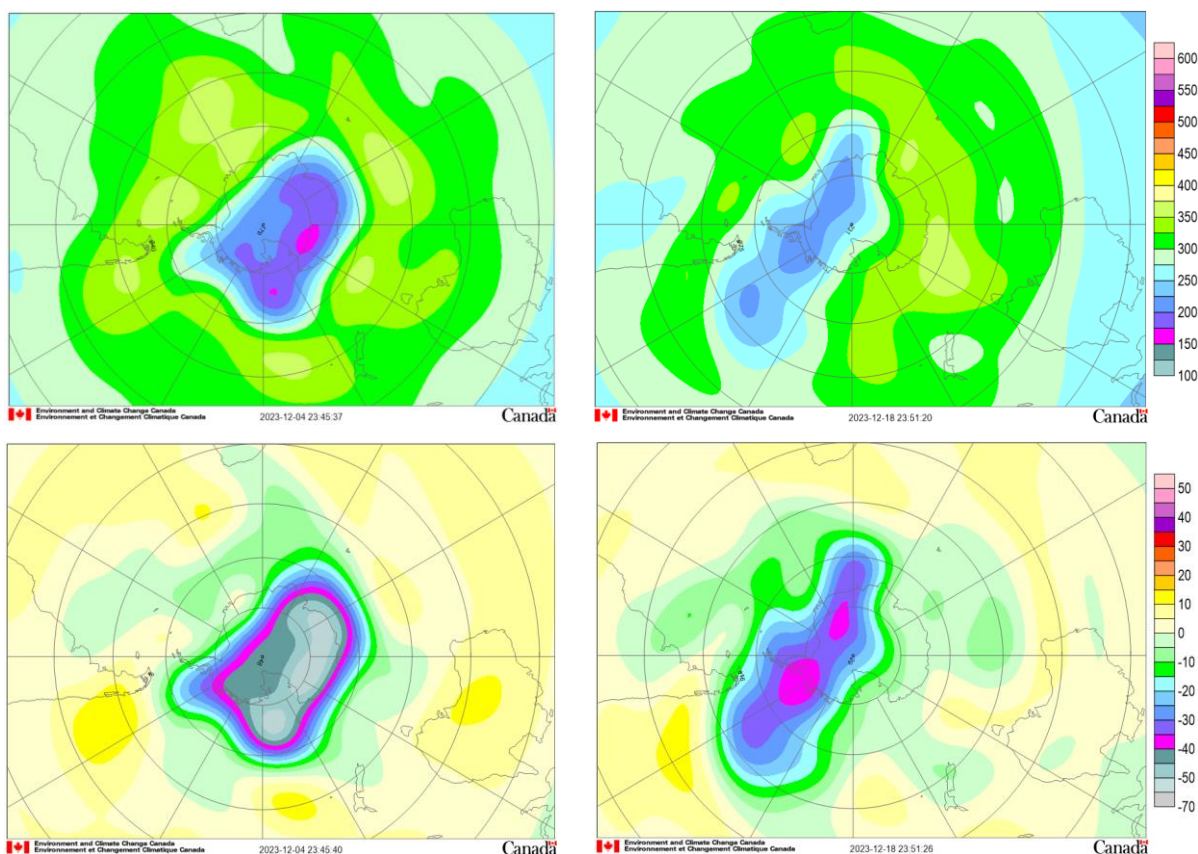 Environment and Climate Change Canada
Environnement et Changement Climatique Canada
2023-12-04 23:45:37
Canada
Environment and Climate Change Canada
Environnement et Changement Climatique Canada
2023-12-18 23:51:20
Canada
600
550
500
450
400
350
300
250
200
150
100
Environment and Climate Change Canada
Environnement et Changement Climatique Canada
2023-12-04 23:45:40
Canada
Environment and Climate Change Canada
Environnement et Changement Climatique Canada
2023-12-18 23:51:26
Canada
50
40
30
20
10
0
-10
-20
-30
-40
-50
-70